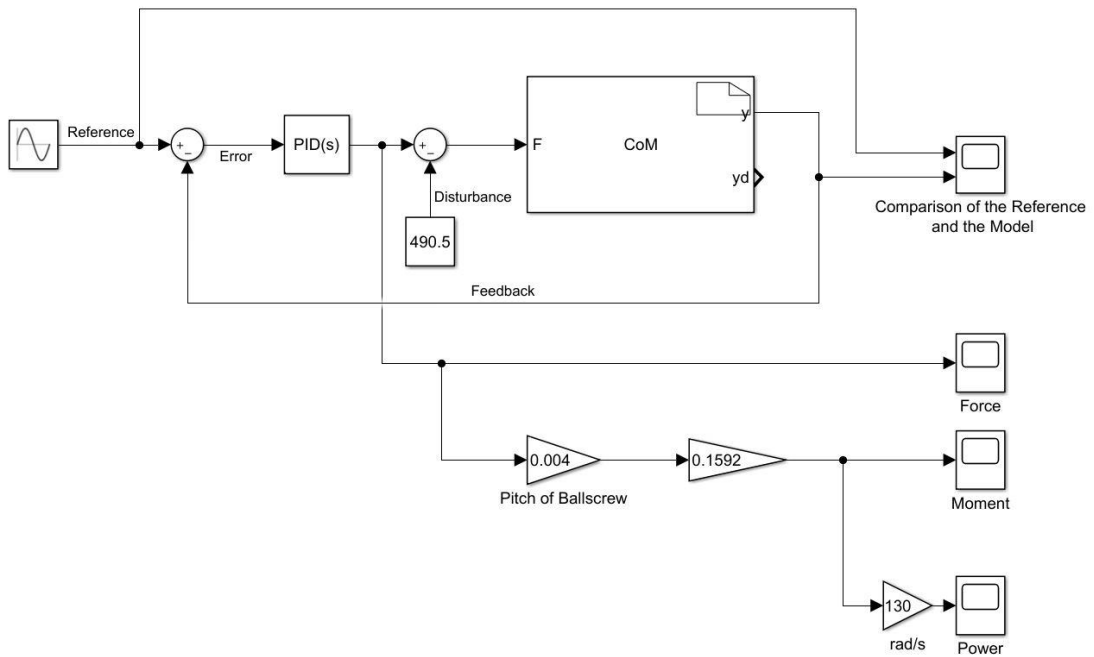 Reference
+
−
Error
PID(s)
+
−
Disturbance
490.5
F
CoM
y
yd
Comparison of the Reference
and the Model
Feedback
Force
0.004
Pitch of Ballscrew
0.1592
Moment
130
rad/s
Power